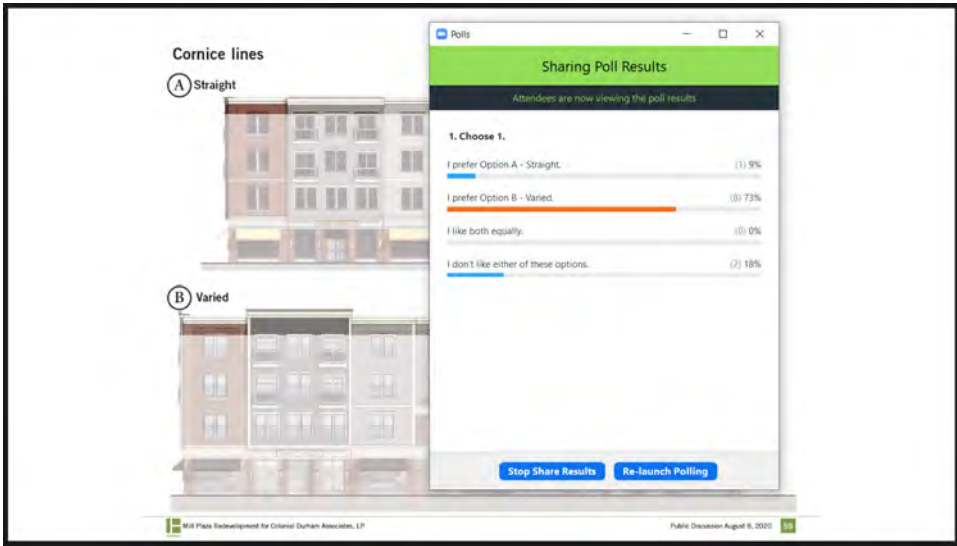 Cornice lines
A Straight
B Varied
Polls
Sharing Poll Results
Attendees are now viewing the poll results
1. Choose 1.
I prefer Option A - Straight. (1) 9%
I prefer Option B - Varied. (8) 73%
I like both equally. (0) 0%
I don't like either of these options. (2) 18%
Stop Share Results Re-launch Polling
Mill Plaza Redevelopment for Colonial Durham Associates, LP Public Discussion August 6, 2020 59